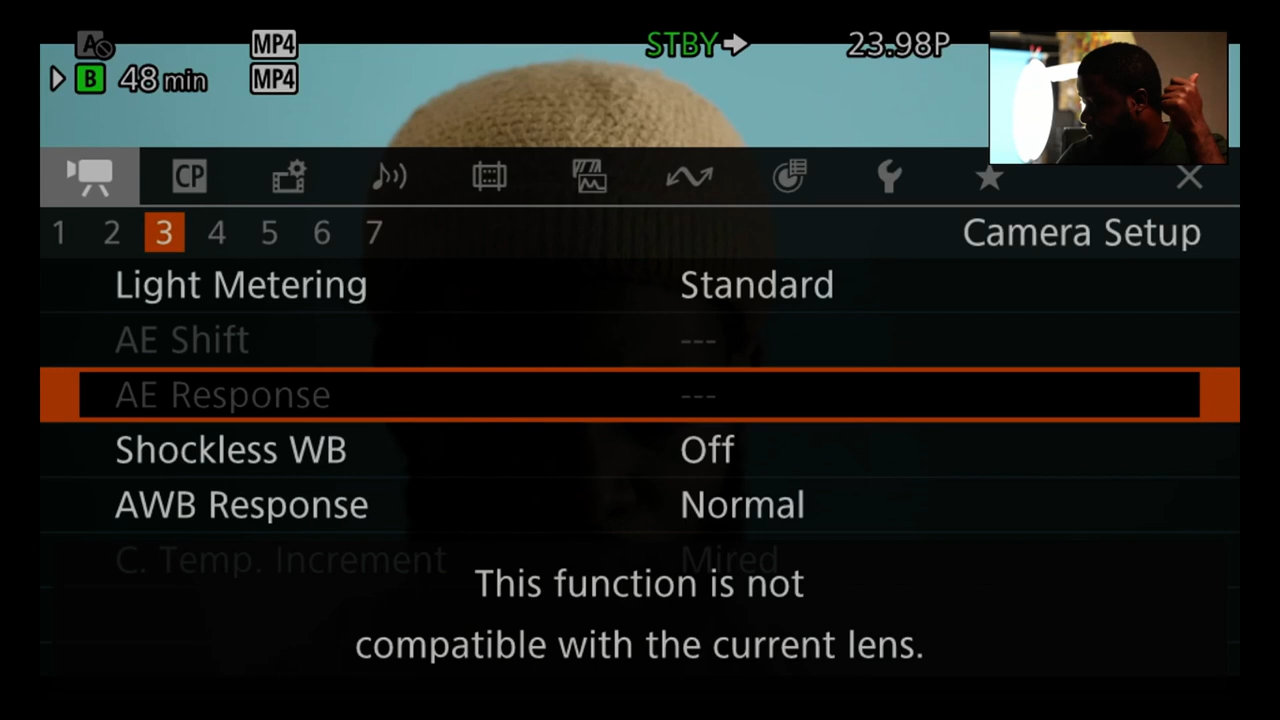 A MP4 STBY 23.98P
B 48 min MP4
CP
1 2 3 4 5 6 7 Camera Setup
Light Metering Standard
AE Shift ---
AE Response ---
Shockless WB Off
AWB Response Normal
C. Temp. Increment Mired
This function is not
compatible with the current lens.